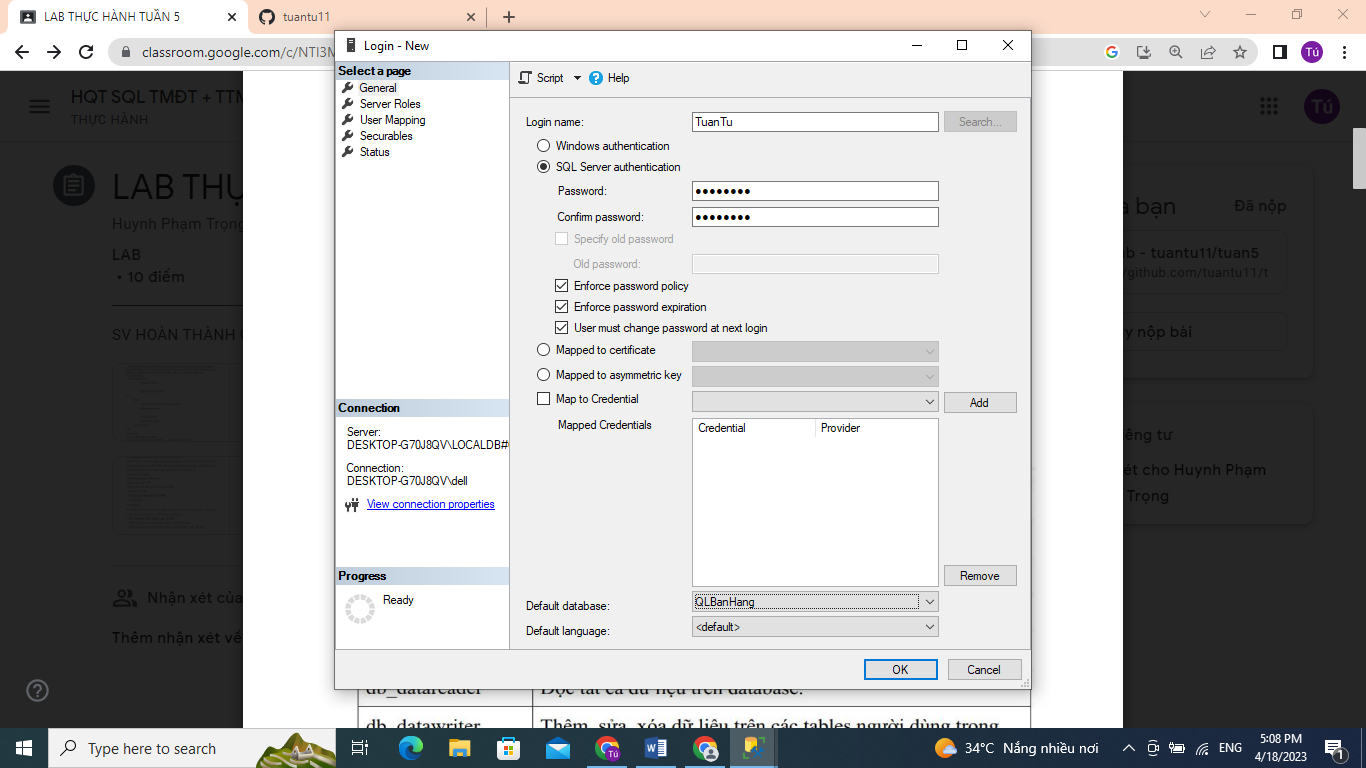 LAB THỰC HÀNH TUẦN 5
tuantu11
classroom.google.com/c/NTI3M
Tú
HQT SQL TMĐT + TTM
THỰC HÀNH
Tú
LAB THỰ
Huỳnh Phạm Trọng
LAB
• 10 điểm
SV HOÀN THÀNH
Nhận xét của
Thêm nhận xét về
Login - New
Select a page
General
Server Roles
User Mapping
Securables
Status
Connection
Server:
DESKTOP-G70J8QV\LOCALDB#
Connection:
DESKTOP-G70J8QV\dell
View connection properties
Progress
Ready
Script
Help
Login name:
TuanTu
Search...
Windows authentication
SQL Server authentication
Password:
●●●●●●●●
Confirm password:
●●●●●●●●
Specify old password
Old password:
Enforce password policy
Enforce password expiration
User must change password at next login
Mapped to certificate
Mapped to asymmetric key
Map to Credential
Add
Mapped Credentials
Credential Provider
Remove
Default database:
QLBanHang
Default language:
<default>
OK
Cancel
a bạn
Đã nộp
b - tuantu11/tuan5
/github.com/tuantu11/t
y nộp bài
êng tư
ét cho Huỳnh Phạm
Trọng
db_datareader Đọc tất cả dữ liệu trên database.
db_datawriter Thêm, sửa, xóa dữ liệu trên các tables người dùng trong
Type here to search
34°C Nắng nhiều nơi
ENG
5:08 PM
4/18/2023
1